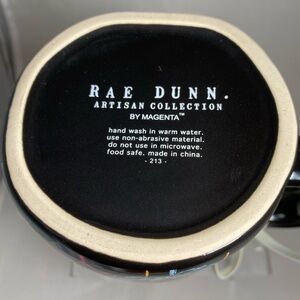 RAE DUNN.
ARTISAN COLLECTION
BY MAGENTA™
hand wash in warm water.
use non-abrasive material.
do not use in microwave.
food safe. made in china.
- 213 -